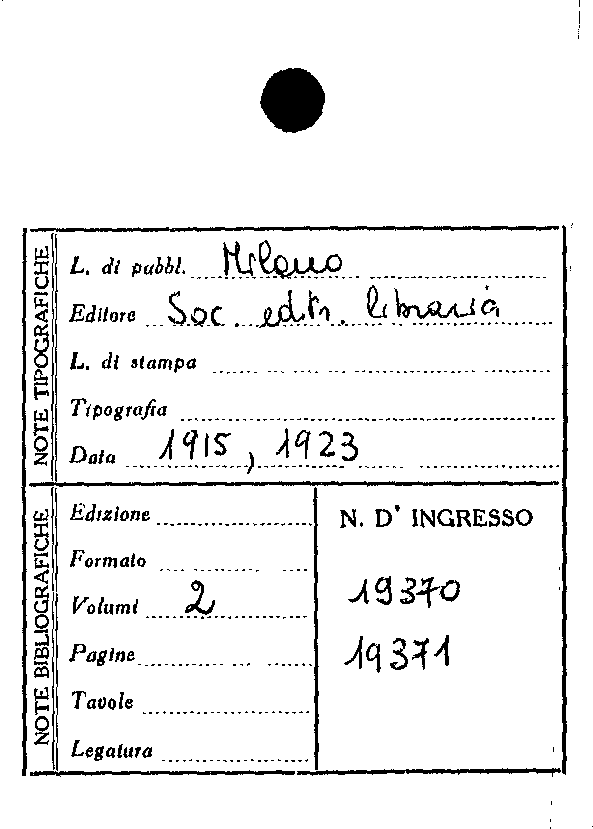 NOTE TIPOGRAFICHE
L. di pubbl. Milano
Editore Soc. editr. libraria
L. di stampa
Tipografia
Data 1915, 1923
NOTE BIBLIOGRAFICHE
Edizione
Formato
Volumi 2
Pagine
Tavole
Legatura
N. D' INGRESSO
19370
19371